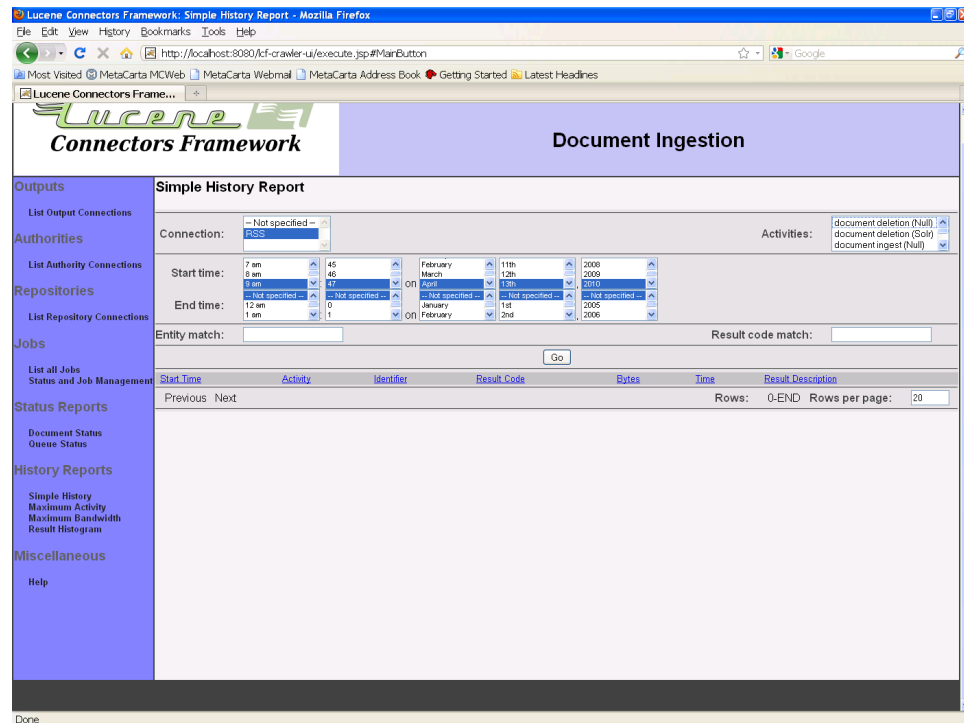 Lucene Connectors Framework: Simple History Report - Mozilla Firefox
File Edit View History Bookmarks Tools Help
http://localhost:8080/lcf-crawler-ui/execute.jsp#MainButton
Google
Most Visited MetaCarta MCWeb MetaCarta Webmail MetaCarta Address Book Getting Started Latest Headlines
Lucene Connectors Frame...
Lucene
Connectors Framework
Document Ingestion
Outputs
List Output Connections
Authorities
List Authority Connections
Repositories
List Repository Connections
Jobs
List all Jobs
Status and Job Management
Status Reports
Document Status
Queue Status
History Reports
Simple History
Maximum Activity
Maximum Bandwidth
Result Histogram
Miscellaneous
Help
Simple History Report
Connection:
-- Not specified --
RSS
Activities:
document deletion (Null)
document deletion (Solr)
document ingest (Null)
Start time:
7 am 45 February 11th 2008
8 am 46 March 12th 2009
9 am : 47 on April 13th , 2010
End time:
-- Not specified -- -- Not specified -- -- Not specified -- -- Not specified -- -- Not specified --
12 am 0 January 1st 2005
1 am : 1 on February 2nd , 2006
Entity match:
Result code match:
Go
Start Time Activity Identifier Result Code Bytes Time Result Description
Previous Next Rows: 0-END Rows per page: 20
Done